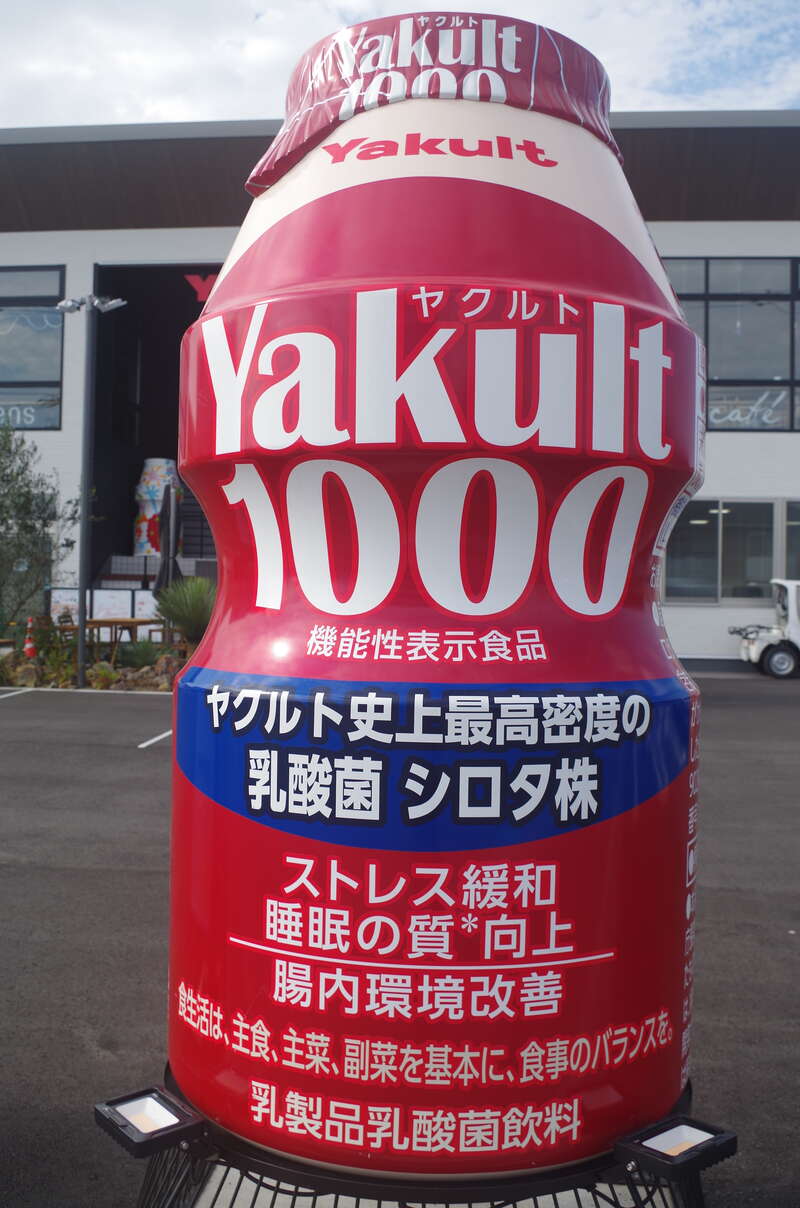 ヤクルト
Yakult
1000
Yakult
ヤクルト
Yakult
1000
機能性表示食品
ヤクルト史上最高密度の
乳酸菌 シロタ株
ストレス緩和
睡眠の質*向上
腸内環境改善
食生活は、主食、主菜、副菜を基本に、食事のバランスを。
乳製品乳酸菌飲料
café